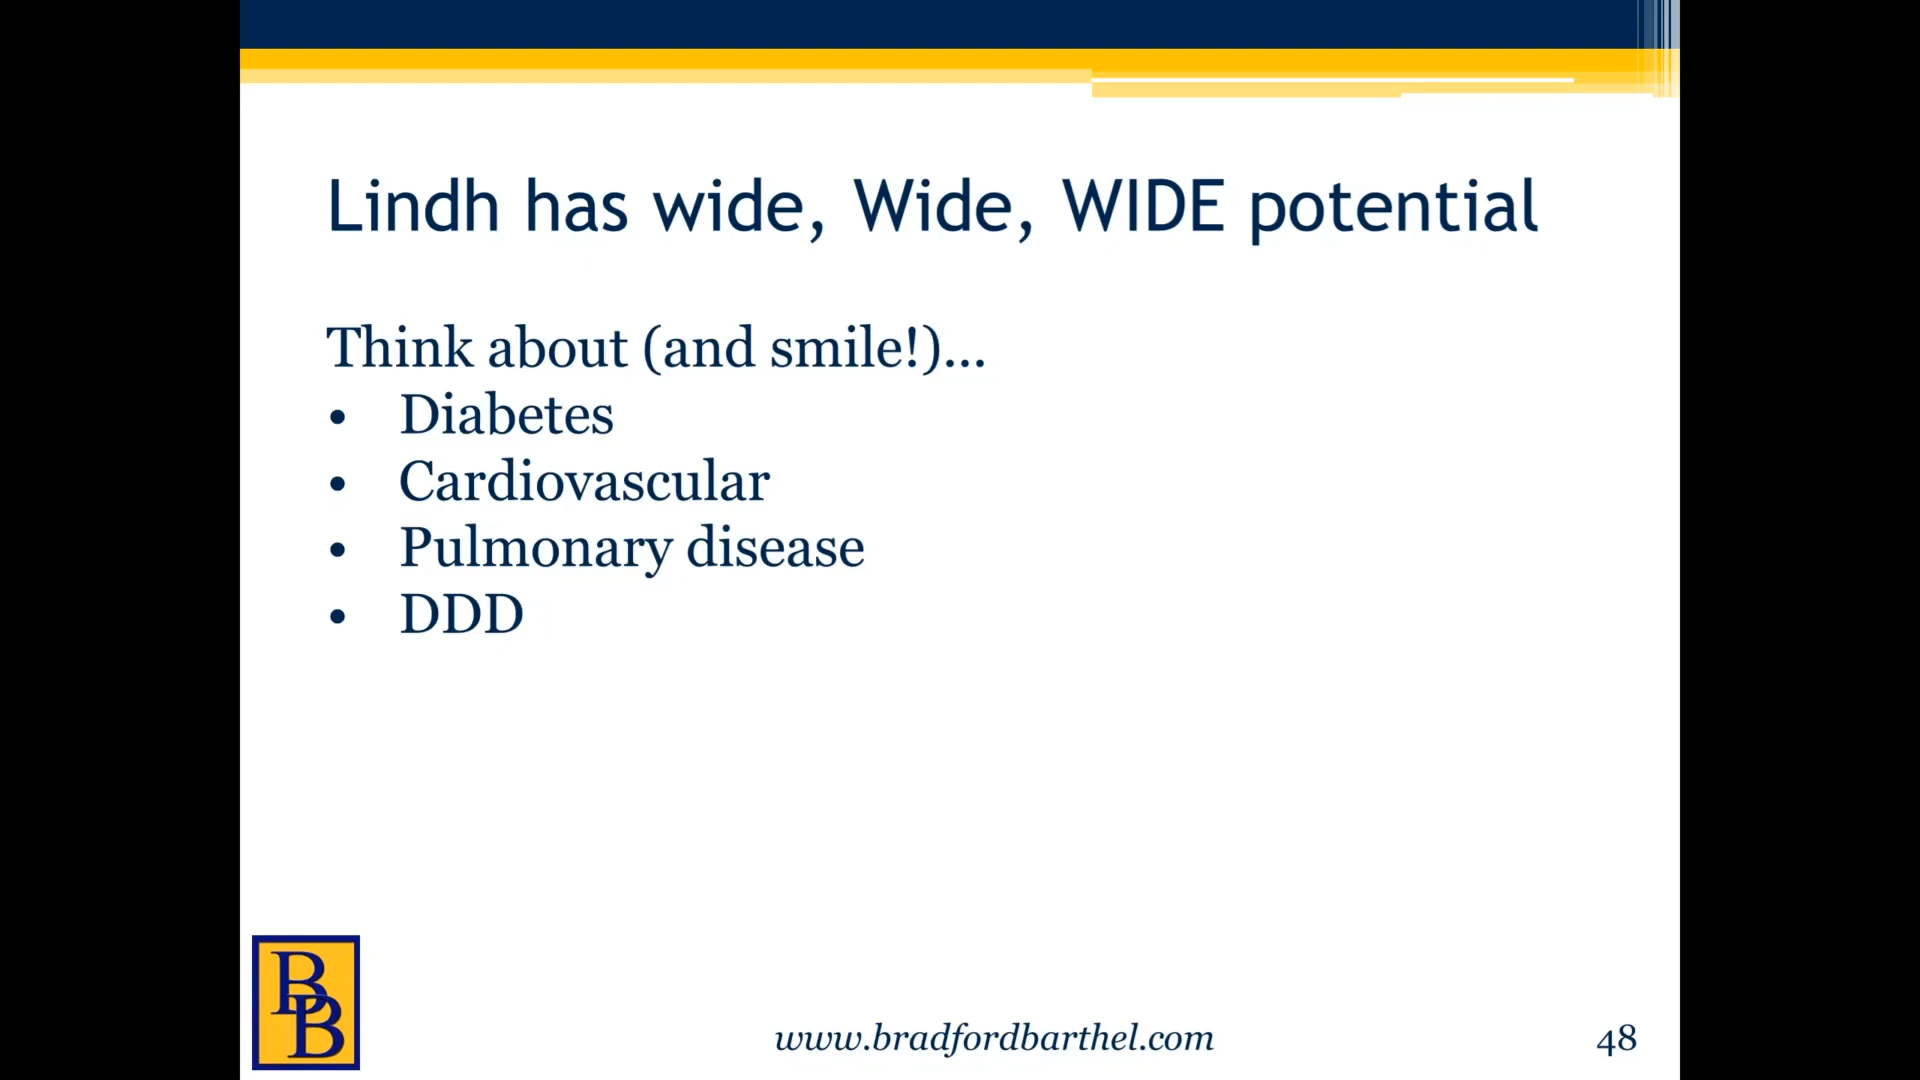 Lindh has wide, Wide, WIDE potential
Think about (and smile!)...
• Diabetes
• Cardiovascular
• Pulmonary disease
• DDD
BB
www.bradfordbarthel.com
48